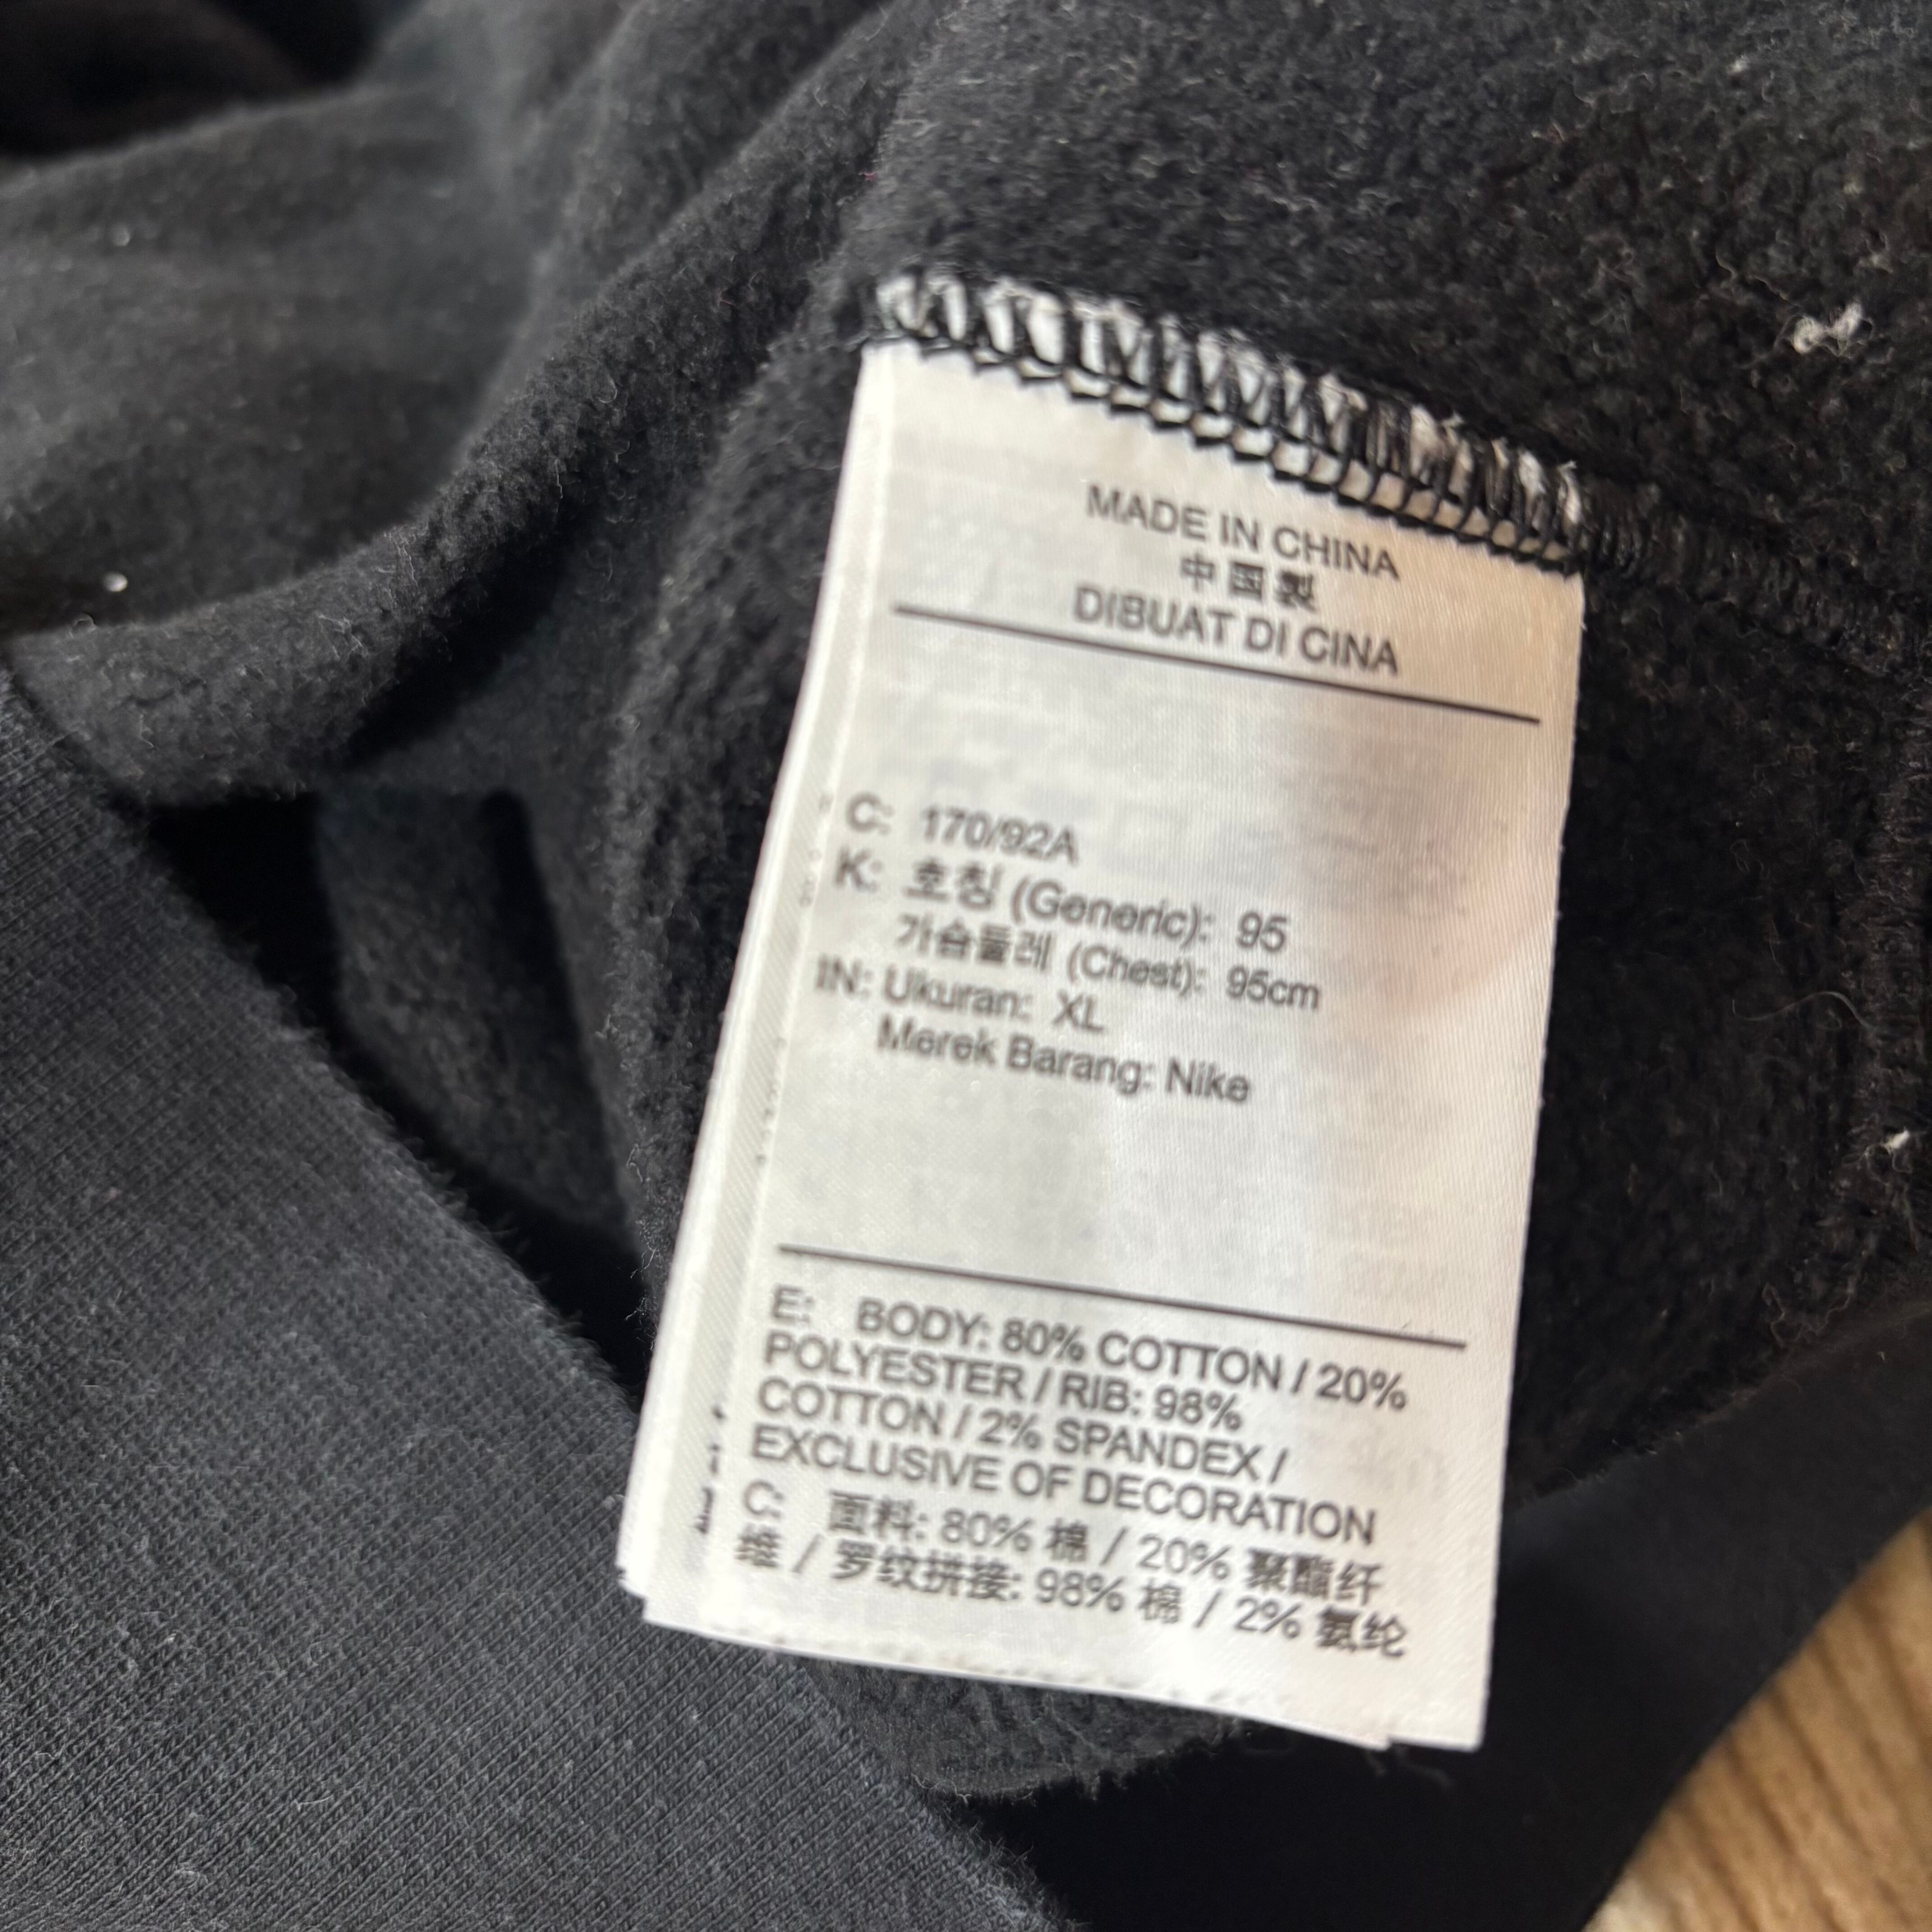 MADE IN CHINA
中国製
DIBUAT DI CINA
C: 170/92A
K: 호칭 (Generic): 95
가슴둘레 (Chest): 95cm
IN: Ukuran: XL
Merek Barang: Nike
E: BODY: 80% COTTON / 20%
POLYESTER / RIB: 98%
COTTON / 2% SPANDEX /
EXCLUSIVE OF DECORATION
C: 面料: 80% 棉 / 20% 聚酯纤
维 / 罗纹拼接: 98% 棉 / 2% 氨纶